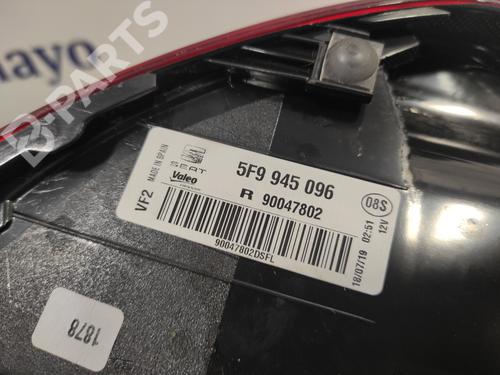 mayo
B-PARTS
VF2
MADE IN SPAIN
SEAT
Valeo
5F9 945 096
R 90047802
90047802DSFL
08S
12V
18/07/19 02:51
1878